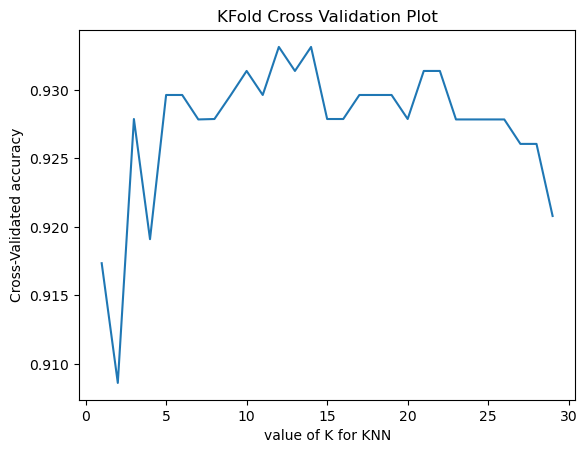 KFold Cross Validation Plot
Cross-Validated accuracy
0.930
0.925
0.920
0.915
0.910
0 5 10 15 20 25 30
value of K for KNN